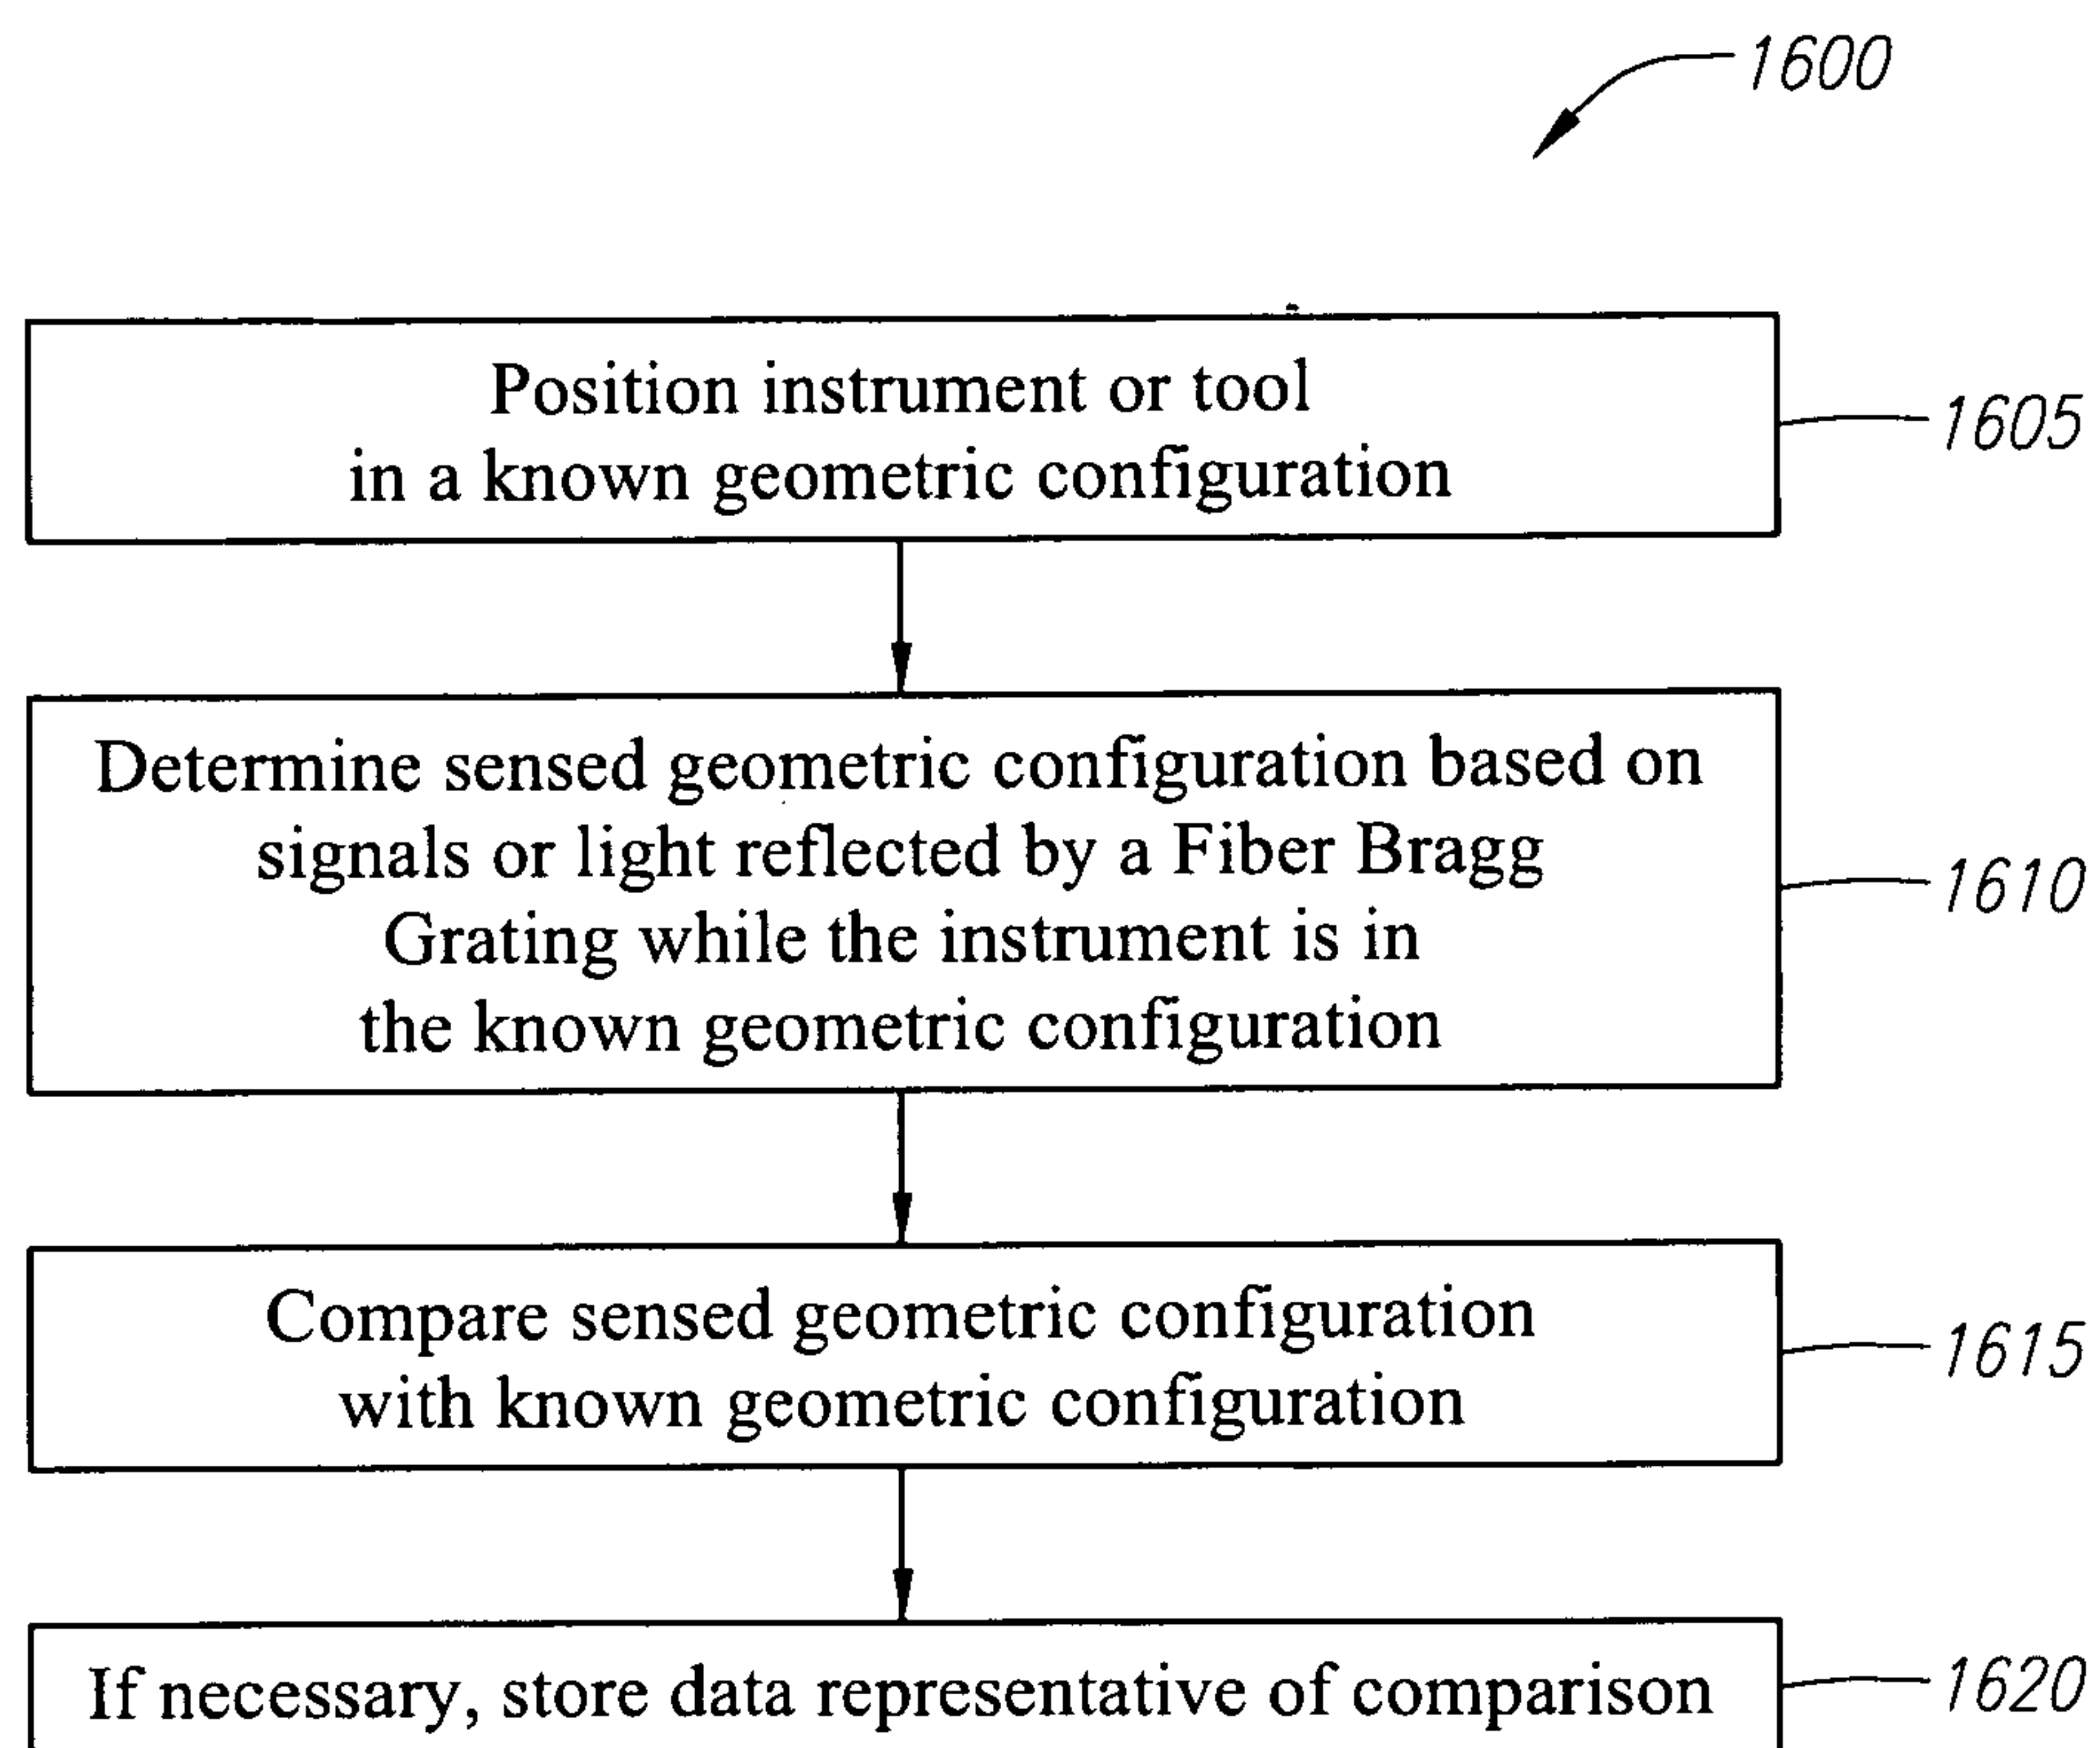 1600
Position instrument or tool
in a known geometric configuration
1605
Determine sensed geometric configuration based on
signals or light reflected by a Fiber Bragg
Grating while the instrument is in
the known geometric configuration
1610
Compare sensed geometric configuration
with known geometric configuration
1615
If necessary, store data representative of comparison
1620